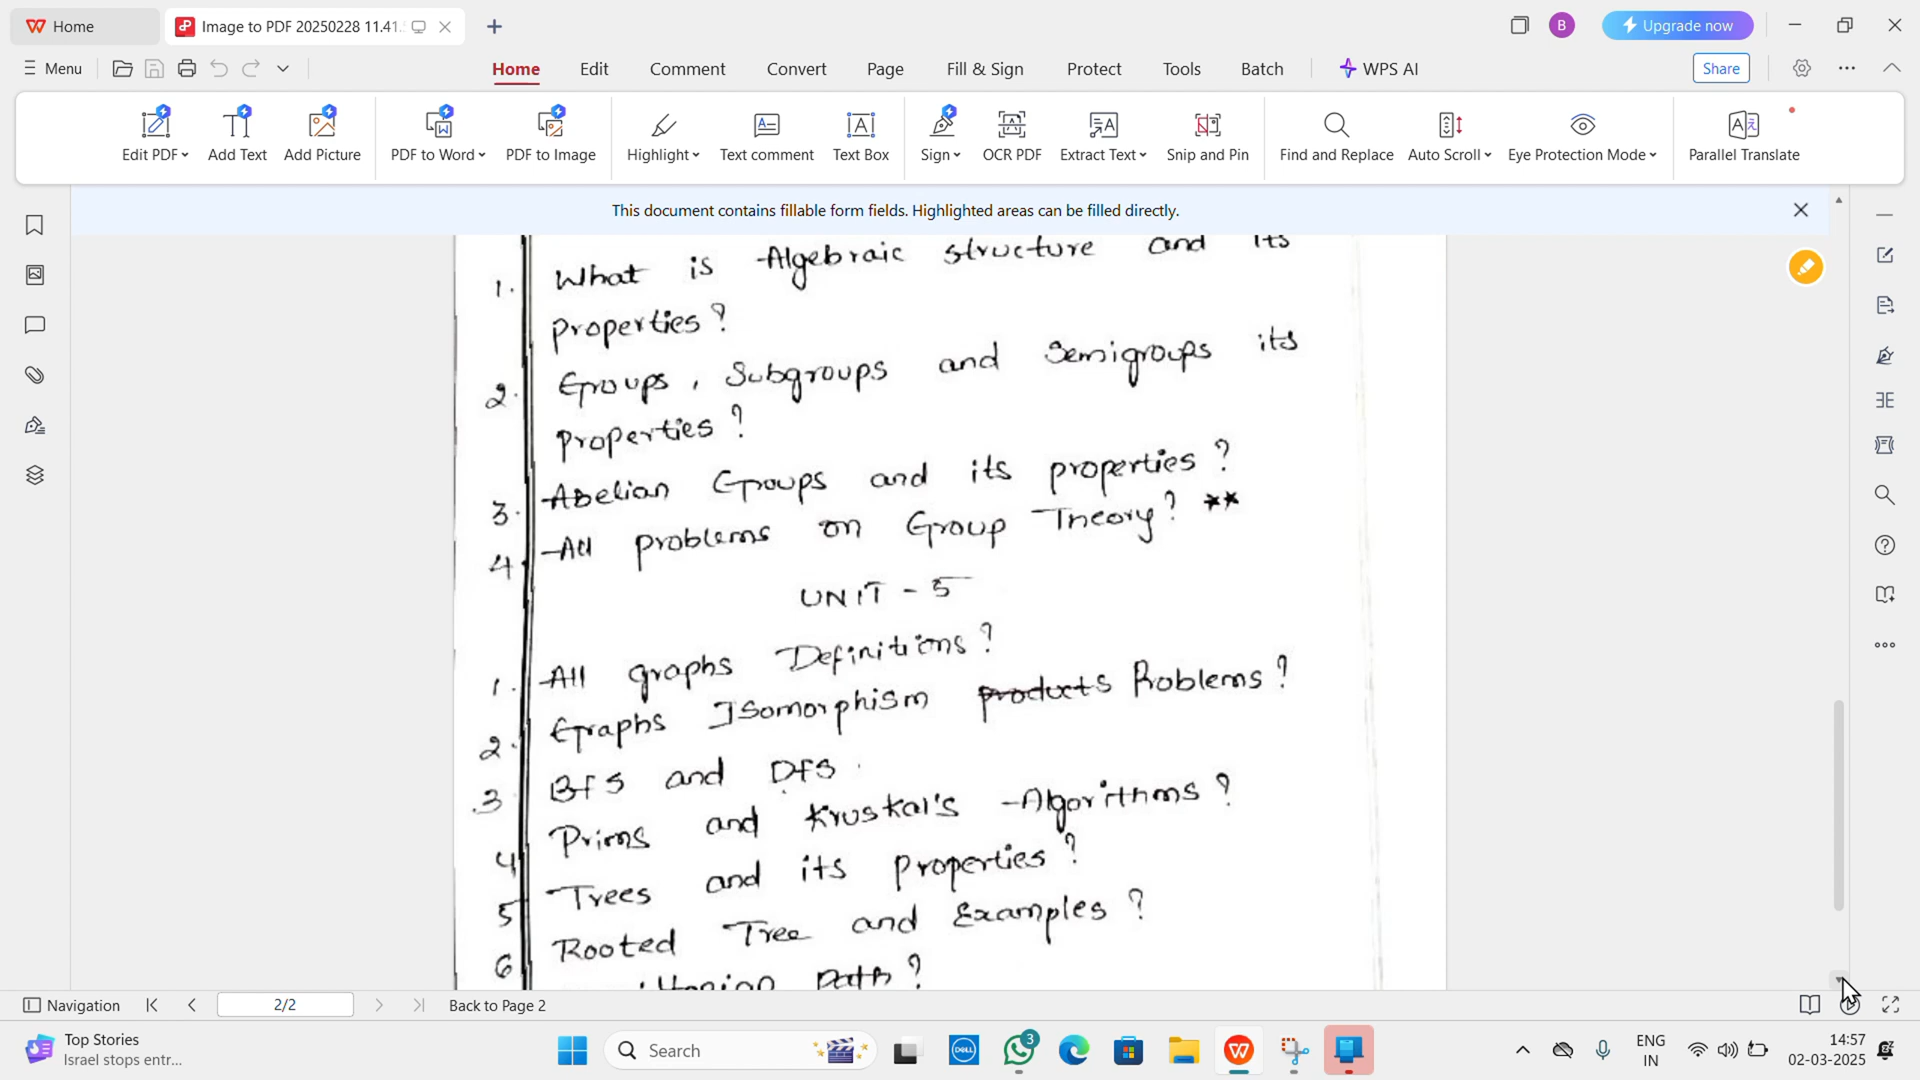 Home
Image to PDF 20250228 11.41.
B
Upgrade now
Menu
Home Edit Comment Convert Page Fill & Sign Protect Tools Batch WPS AI
Share
Edit PDF Add Text Add Picture PDF to Word PDF to Image Highlight Text comment Text Box Sign OCR PDF Extract Text Snip and Pin Find and Replace Auto Scroll Eye Protection Mode Parallel Translate
This document contains fillable form fields. Highlighted areas can be filled directly.
1. What is Algebraic structure and its
properties?
2. Groups, Subgroups and Semigroups its
properties?
3. Abelian Groups and its properties?
4. All problems on Group Theory? **
UNIT - 5
1. All graphs Definitions?
2. Graphs Isomorphism products Problems?
3 BFS and DFS.
4 Prims and Kruskal's Algorithms?
5 Trees and its properties?
6 Rooted Tree and Examples?
Path?
Navigation 2/2 Back to Page 2
Top Stories
Israel stops entr...
Search
DELL
3
ENG
IN
14:57
02-03-2025